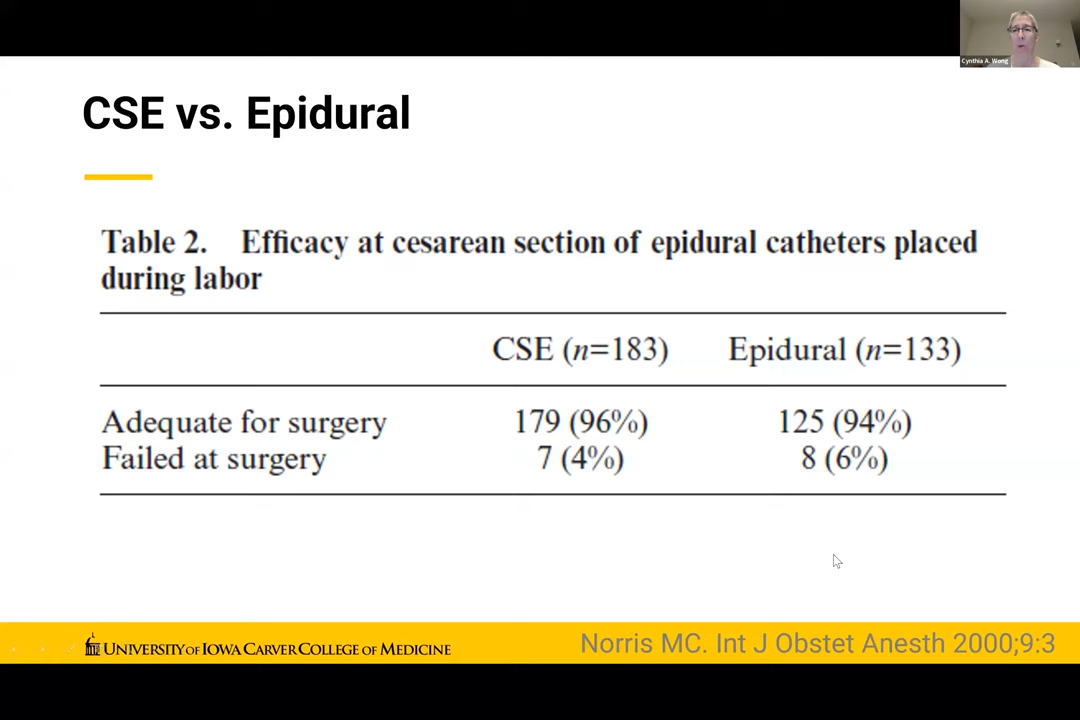 Cynthia A. Wong
CSE vs. Epidural
Table 2. Efficacy at cesarean section of epidural catheters placed
during labor
CSE (n=183) Epidural (n=133)
Adequate for surgery 179 (96%) 125 (94%)
Failed at surgery 7 (4%) 8 (6%)
UNIVERSITY OF IOWA CARVER COLLEGE OF MEDICINE
Norris MC. Int J Obstet Anesth 2000;9:3